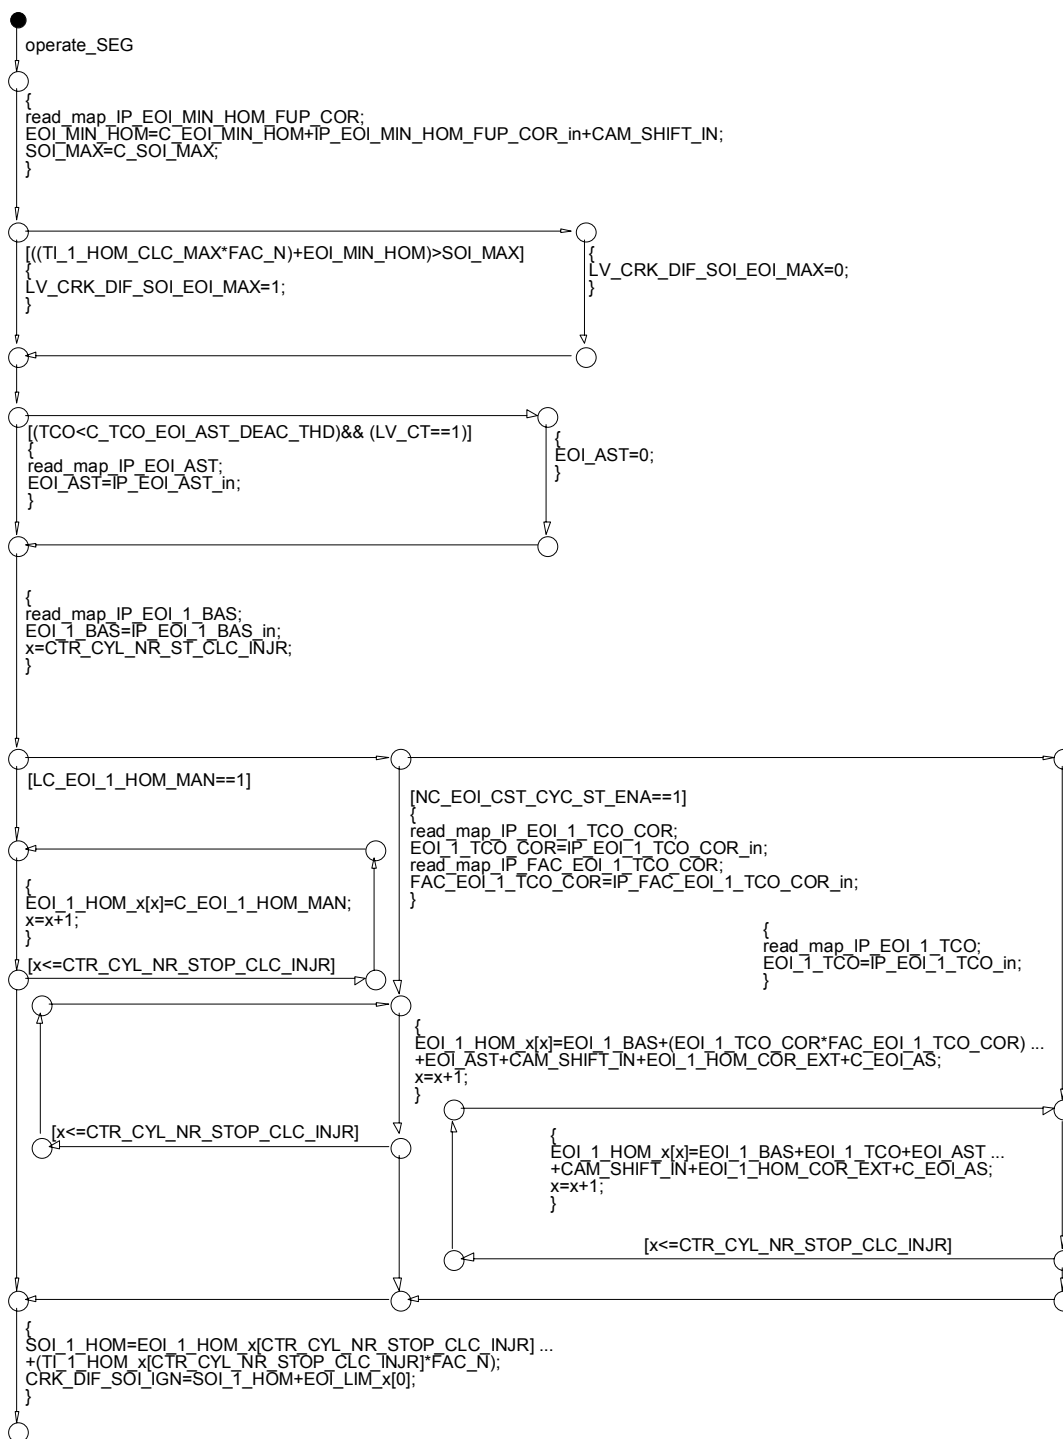 operate_SEG
{
read_map_IP_EOI_MIN_HOM_FUP_COR;
EOI_MIN_HOM=C_EOI_MIN_HOM+IP_EOI_MIN_HOM_FUP_COR_in+CAM_SHIFT_IN;
SOI_MAX=C_SOI_MAX;
}
[((TI_1_HOM_CLC_MAX*FAC_N)+EOI_MIN_HOM)>SOI_MAX]
{
LV_CRK_DIF_SOI_EOI_MAX=1;
}
{
LV_CRK_DIF_SOI_EOI_MAX=0;
}
[(TCO<C_TCO_EOI_AST_DEAC_THD)&& (LV_CT==1)]
{
read_map_IP_EOI_AST;
EOI_AST=IP_EOI_AST_in;
}
{
EOI_AST=0;
}
{
read_map_IP_EOI_1_BAS;
EOI_1_BAS=IP_EOI_1_BAS_in;
x=CTR_CYL_NR_ST_CLC_INJR;
}
[LC_EOI_1_HOM_MAN==1]
[NC_EOI_CST_CYC_ST_ENA==1]
{
read_map_IP_EOI_1_TCO_COR;
EOI_1_TCO_COR=IP_EOI_1_TCO_COR_in;
read_map_IP_FAC_EOI_1_TCO_COR;
FAC_EOI_1_TCO_COR=IP_FAC_EOI_1_TCO_COR_in;
}
{
EOI_1_HOM_x[x]=C_EOI_1_HOM_MAN;
x=x+1;
}
[x<=CTR_CYL_NR_STOP_CLC_INJR]
{
read_map_IP_EOI_1_TCO;
EOI_1_TCO=IP_EOI_1_TCO_in;
}
{
EOI_1_HOM_x[x]=EOI_1_BAS+(EOI_1_TCO_COR*FAC_EOI_1_TCO_COR) ...
+EOI_AST+CAM_SHIFT_IN+EOI_1_HOM_COR_EXT+C_EOI_AS;
x=x+1;
}
[x<=CTR_CYL_NR_STOP_CLC_INJR]
{
EOI_1_HOM_x[x]=EOI_1_BAS+EOI_1_TCO+EOI_AST ...
+CAM_SHIFT_IN+EOI_1_HOM_COR_EXT+C_EOI_AS;
x=x+1;
}
[x<=CTR_CYL_NR_STOP_CLC_INJR]
{
SOI_1_HOM=EOI_1_HOM_x[CTR_CYL_NR_STOP_CLC_INJR] ...
+(TI_1_HOM_x[CTR_CYL_NR_STOP_CLC_INJR]*FAC_N);
CRK_DIF_SOI_IGN=SOI_1_HOM+EOI_LIM_x[0];
}